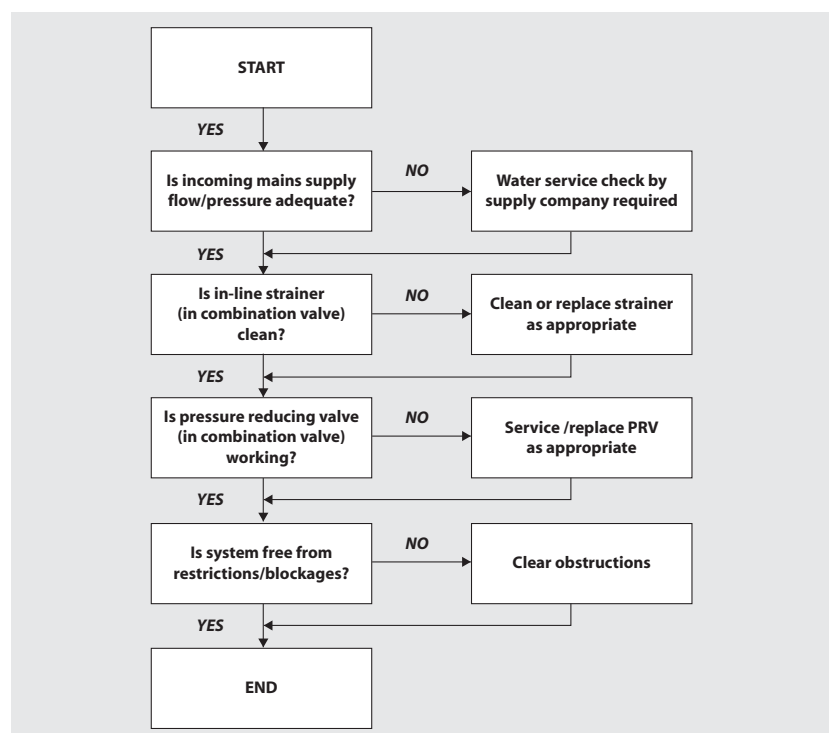 START
YES
Is incoming mains supply
flow/pressure adequate?
NO
Water service check by
supply company required
YES
Is in-line strainer
(in combination valve)
clean?
NO
Clean or replace strainer
as appropriate
YES
Is pressure reducing valve
(in combination valve)
working?
NO
Service /replace PRV
as appropriate
YES
Is system free from
restrictions/blockages?
NO
Clear obstructions
YES
END